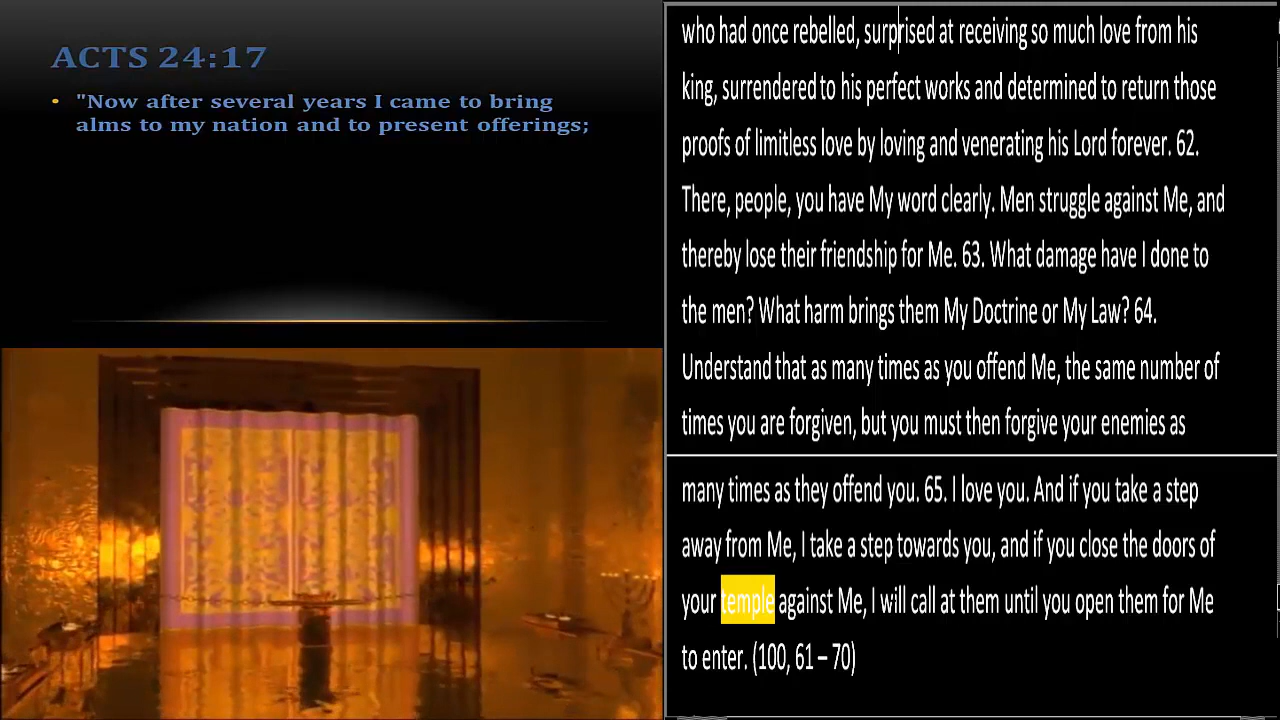 ACTS 24:17
• "Now after several years I came to bring
alms to my nation and to present offerings;
who had once rebelled, surprised at receiving so much love from his
king, surrendered to his perfect works and determined to return those
proofs of limitless love by loving and venerating his Lord forever. 62.
There, people, you have My word clearly. Men struggle against Me, and
thereby lose their friendship for Me. 63. What damage have I done to
the men? What harm brings them My Doctrine or My Law? 64.
Understand that as many times as you offend Me, the same number of
times you are forgiven, but you must then forgive your enemies as
many times as they offend you. 65. I love you. And if you take a step
away from Me, I take a step towards you, and if you close the doors of
your temple against Me, I will call at them until you open them for Me
to enter. (100, 61 – 70)